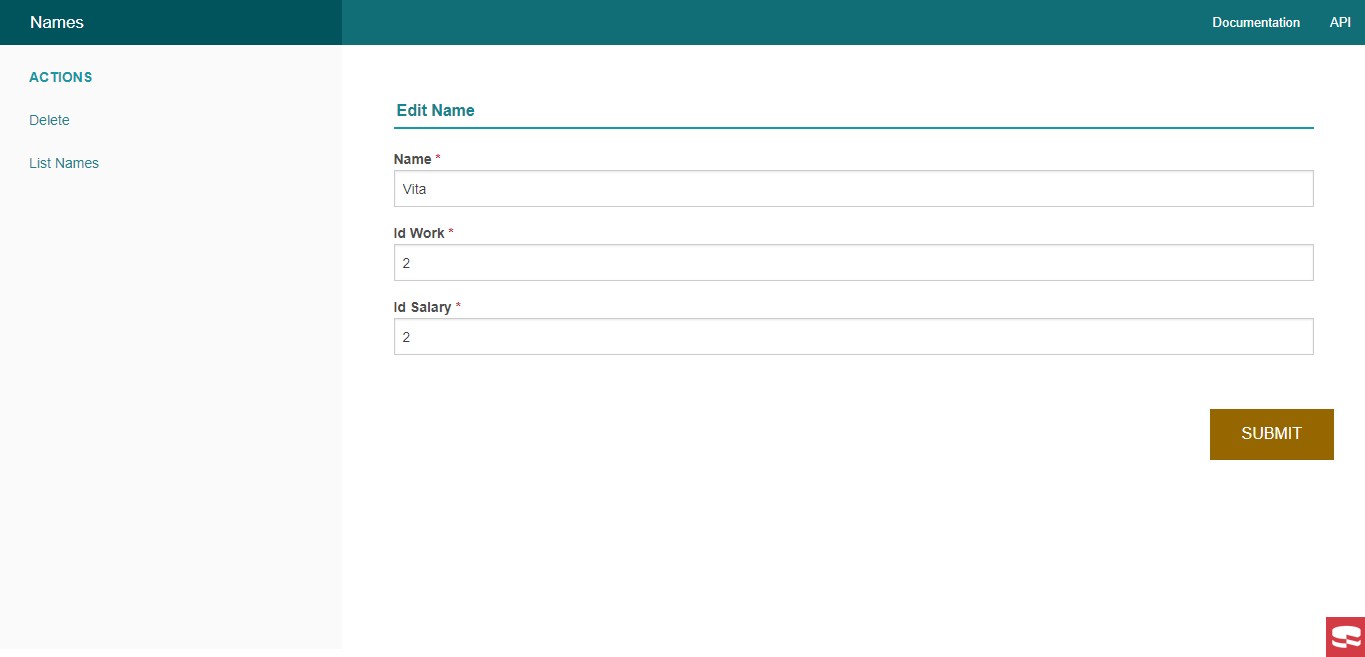 Names
Documentation
API
ACTIONS
Delete
List Names
Edit Name
Name *
Vita
Id Work *
2
Id Salary *
2
SUBMIT